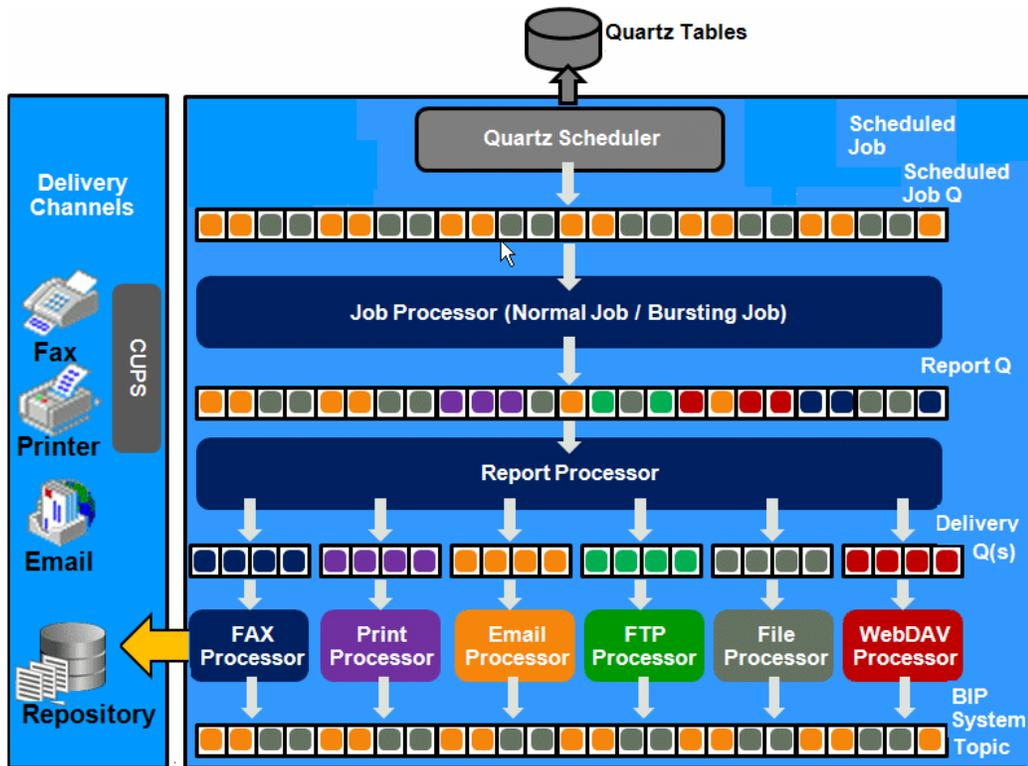 Quartz Tables
Quartz Scheduler
Scheduled
Job
Scheduled
Job Q
Delivery
Channels
Fax
Printer
CUPS
Email
Repository
Job Processor (Normal Job / Bursting Job)
Report Q
Report Processor
Delivery
Q(s)
FAX
Processor
Print
Processor
Email
Processor
FTP
Processor
File
Processor
WebDAV
Processor
BIP
System
Topic